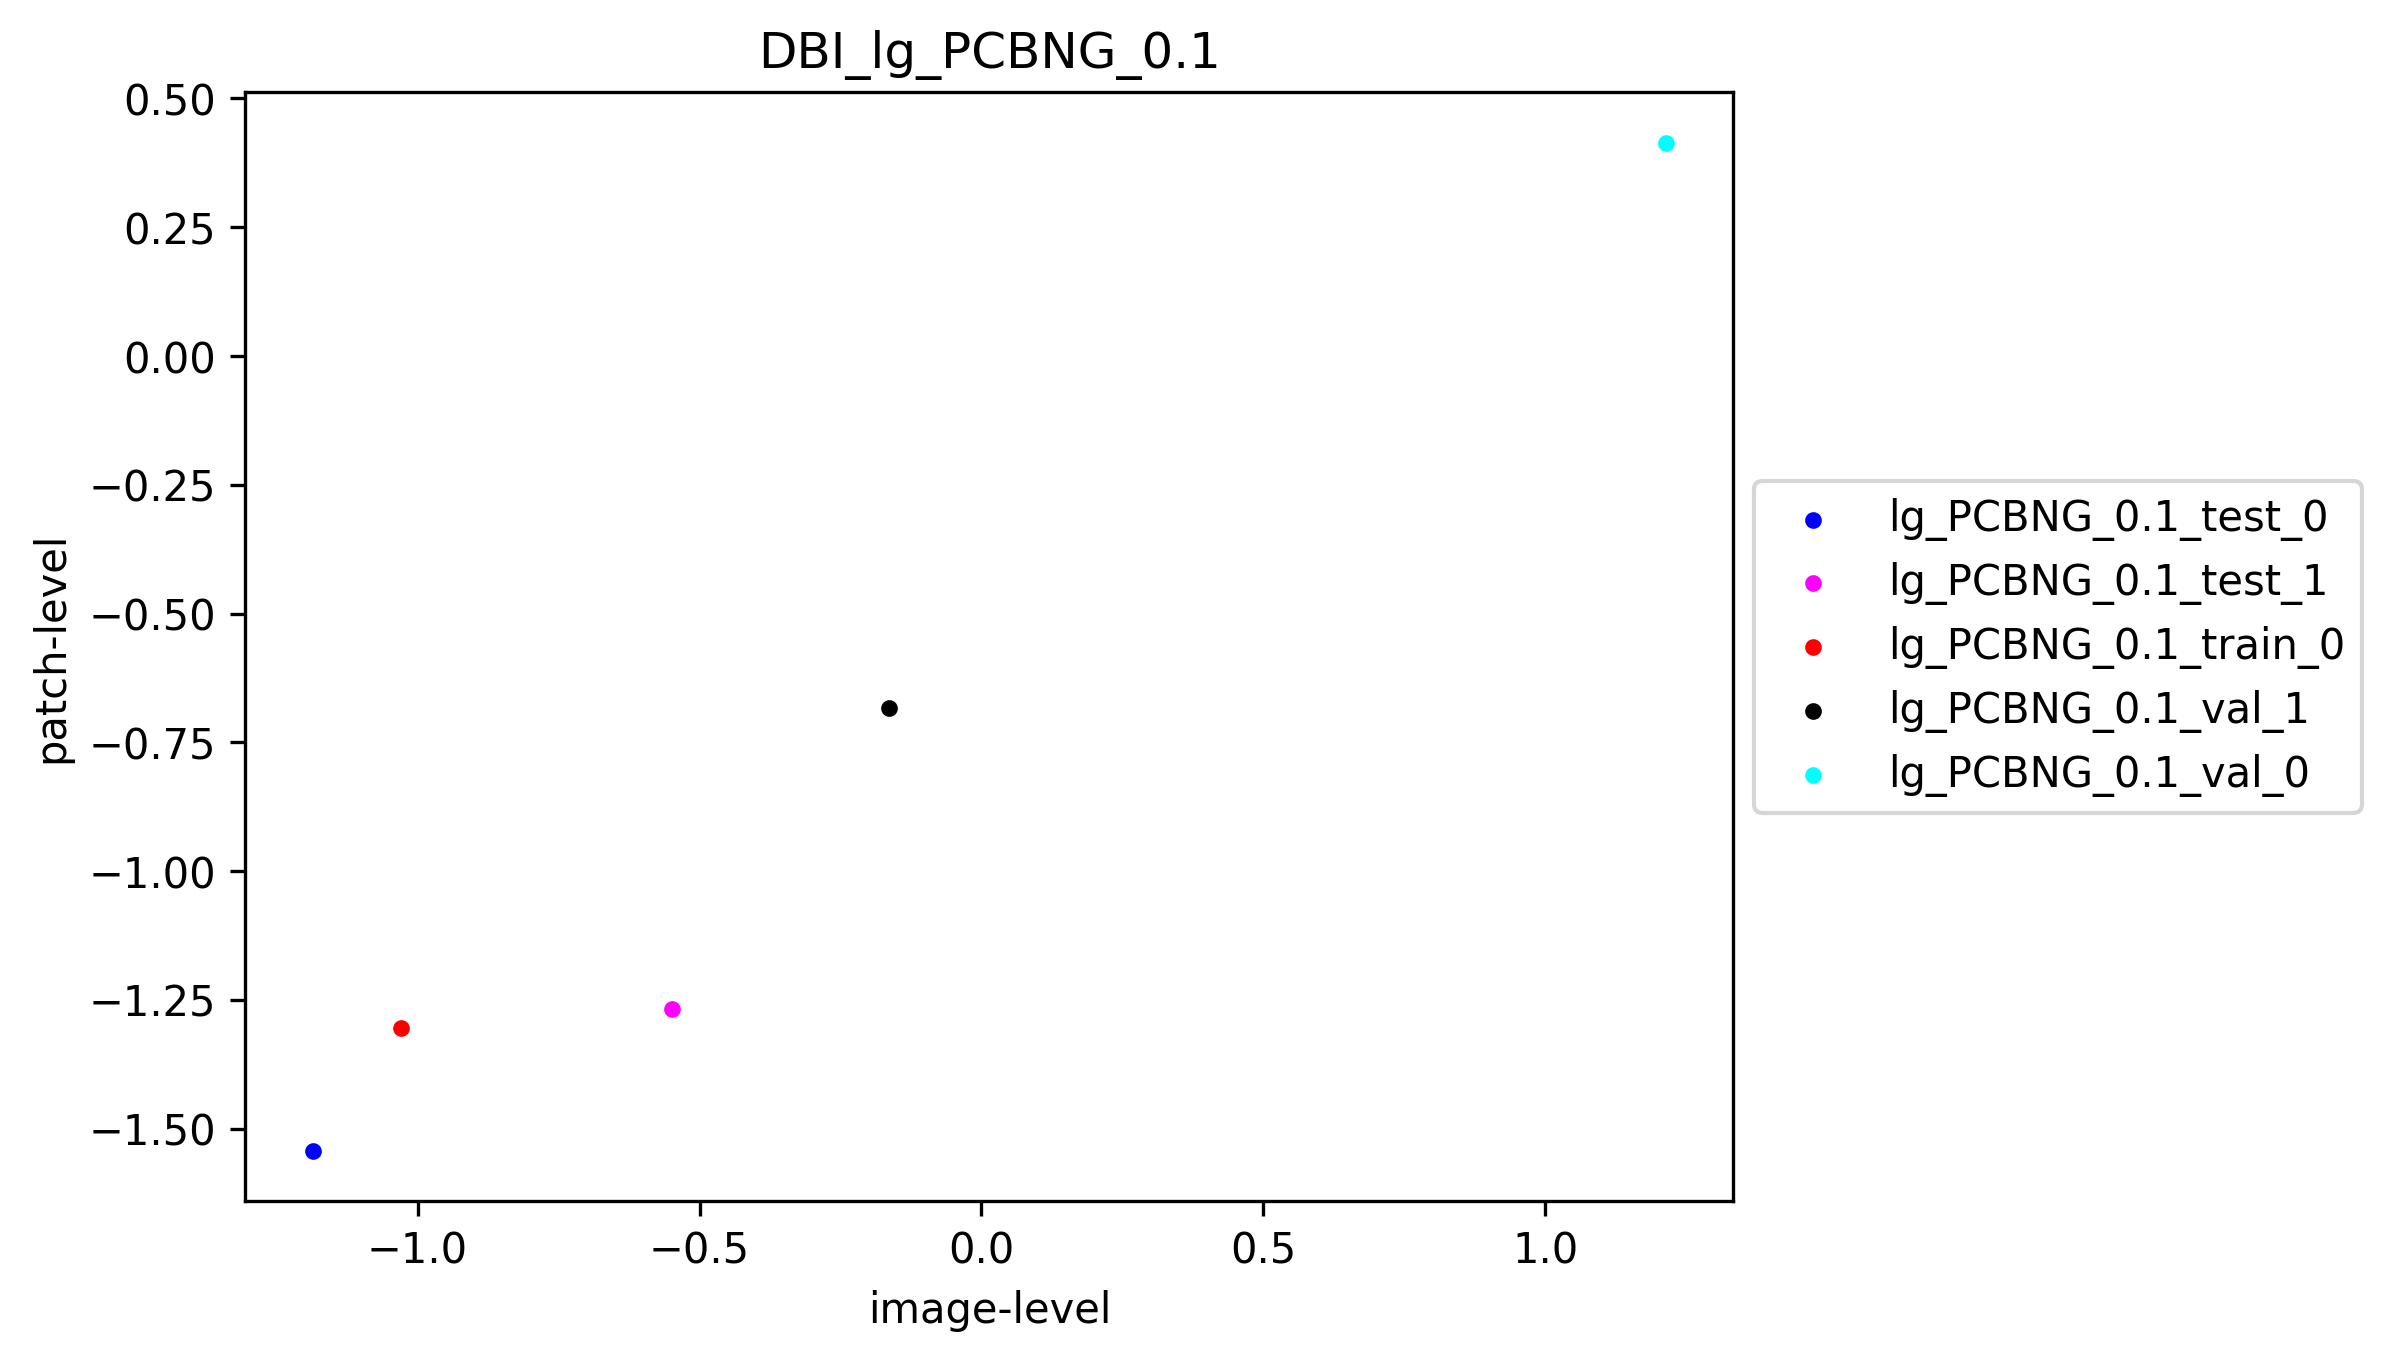 DBI_lg_PCBNG_0.1
0.50
0.25
0.00
−0.25
−0.50
−0.75
−1.00
−1.25
−1.50
patch-level
−1.0 −0.5 0.0 0.5 1.0
image-level
lg_PCBNG_0.1_test_0
lg_PCBNG_0.1_test_1
lg_PCBNG_0.1_train_0
lg_PCBNG_0.1_val_1
lg_PCBNG_0.1_val_0